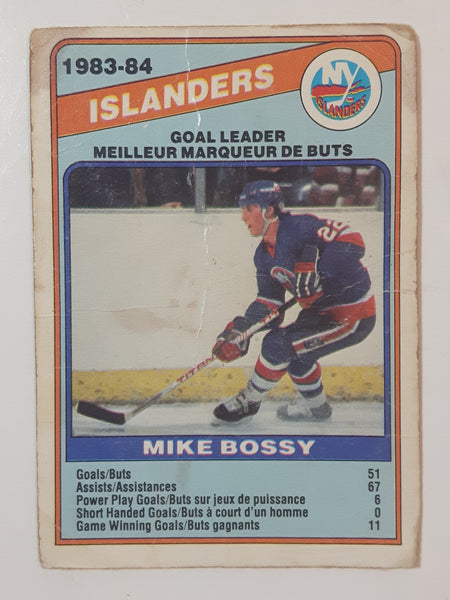 1983-84
ISLANDERS
NY
ISLANDERS
GOAL LEADER
MEILLEUR MARQUEUR DE BUTS
22
TITAN
MIKE BOSSY
Goals/Buts 51
Assists/Assistances 67
Power Play Goals/Buts sur jeux de puissance 6
Short Handed Goals/Buts à court d'un homme 0
Game Winning Goals/Buts gagnants 11